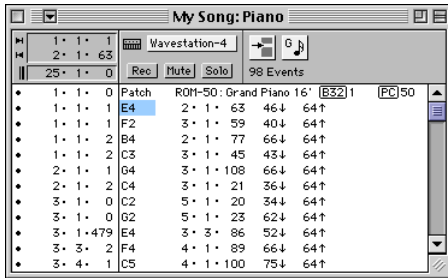 My Song: Piano
1• 1• 1
2• 1• 63
25• 1• 0
Wavestation-4
G
Rec Mute Solo 98 Events
• 1• 1• 0 Patch ROM-50: Grand Piano 16' B32 1 PC 50
• 1• 1• 1 E4 2• 1• 63 46↓ 64↑
• 1• 1• 1 F2 3• 1• 59 40↓ 64↑
• 1• 1• 2 B4 2• 1• 77 66↓ 64↑
• 1• 1• 2 C3 3• 1• 45 43↓ 64↑
• 2• 1• 1 G4 3• 1•108 66↓ 64↑
• 2• 1• 2 C4 3• 1• 21 36↓ 64↑
• 3• 1• 0 C2 5• 1• 20 34↓ 64↑
• 3• 1• 0 G2 5• 1• 23 62↓ 64↑
• 3• 1•479 E4 3• 3• 86 52↓ 64↑
• 3• 3• 2 F4 4• 1• 89 66↓ 64↑
• 3• 4• 1 C5 4• 1•100 75↓ 64↑